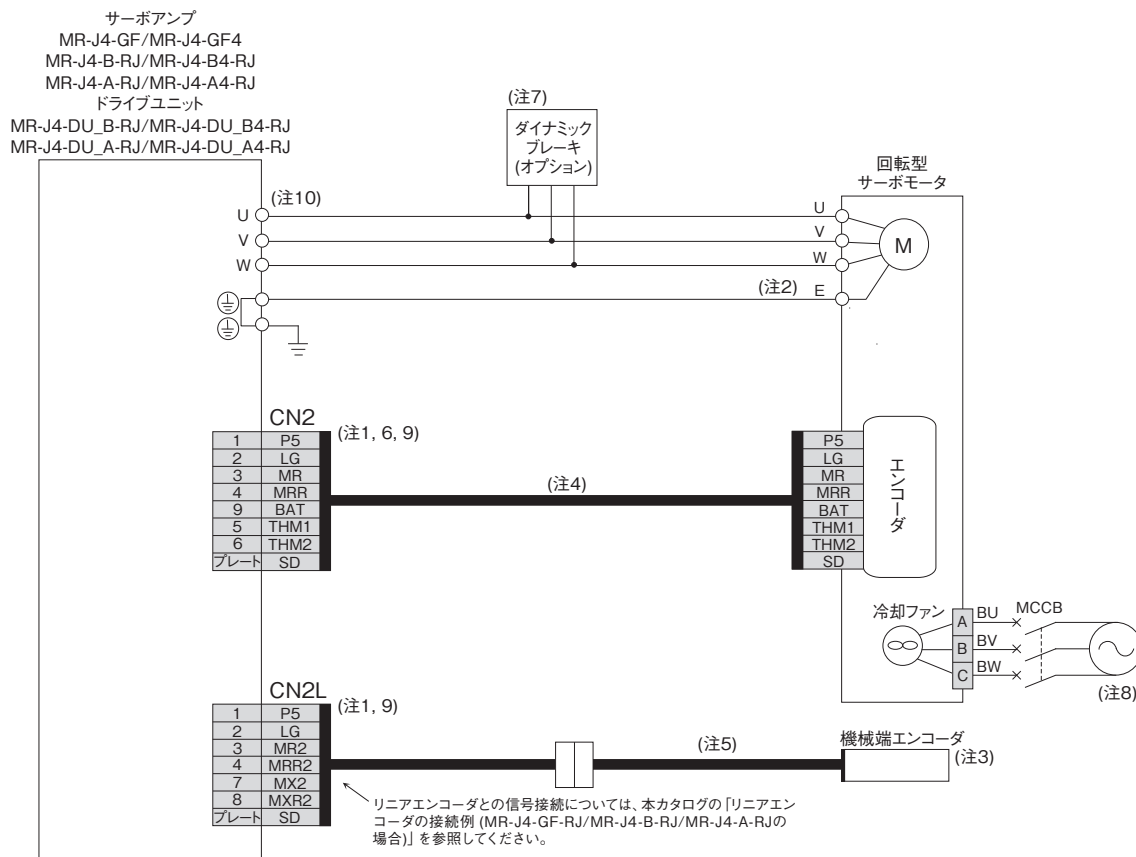 サーボアンプ
MR-J4-GF/MR-J4-GF4
MR-J4-B-RJ/MR-J4-B4-RJ
MR-J4-A-RJ/MR-J4-A4-RJ
ドライブユニット
MR-J4-DU_B-RJ/MR-J4-DU_B4-RJ
MR-J4-DU_A-RJ/MR-J4-DU_A4-RJ
(注7)
ダイナミック
ブレーキ
(オプション)
回転型
サーボモータ
U (注10) U
V V
W W
M
(注2) E
CN2
(注1, 6, 9)
1 P5
2 LG
3 MR
4 MRR
9 BAT
5 THM1
6 THM2
プレート SD
(注4)
P5
LG
MR
MRR
BAT
THM1
THM2
SD
エンコーダ
冷却ファン
A BU MCCB
B BV
C BW
(注8)
CN2L
(注1, 9)
1 P5
2 LG
3 MR2
4 MRR2
7 MX2
8 MXR2
プレート SD
(注5)
機械端エンコーダ
(注3)
リニアエンコーダとの信号接続については、本カタログの「リニアエン
コーダの接続例 (MR-J4-GF-RJ/MR-J4-B-RJ/MR-J4-A-RJの
場合)」を参照してください。